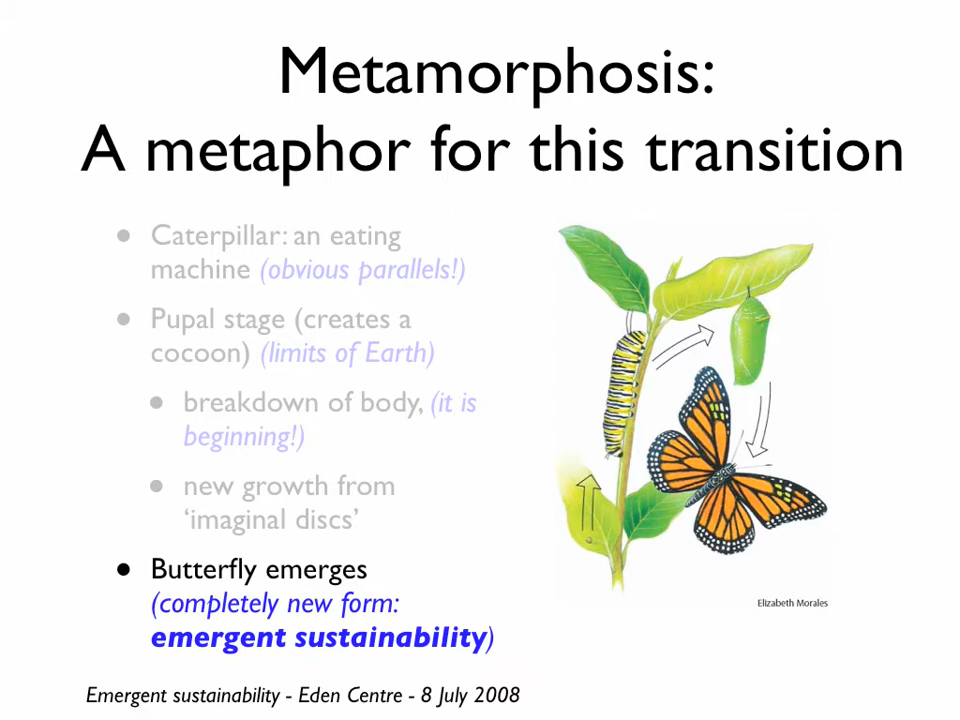 Metamorphosis:
A metaphor for this transition
• Caterpillar: an eating
machine (obvious parallels!)
• Pupal stage (creates a
cocoon) (limits of Earth)
• breakdown of body, (it is
beginning!)
• new growth from
‘imaginal discs’
• Butterfly emerges
(completely new form:
emergent sustainability)
Elizabeth Morales
Emergent sustainability - Eden Centre - 8 July 2008